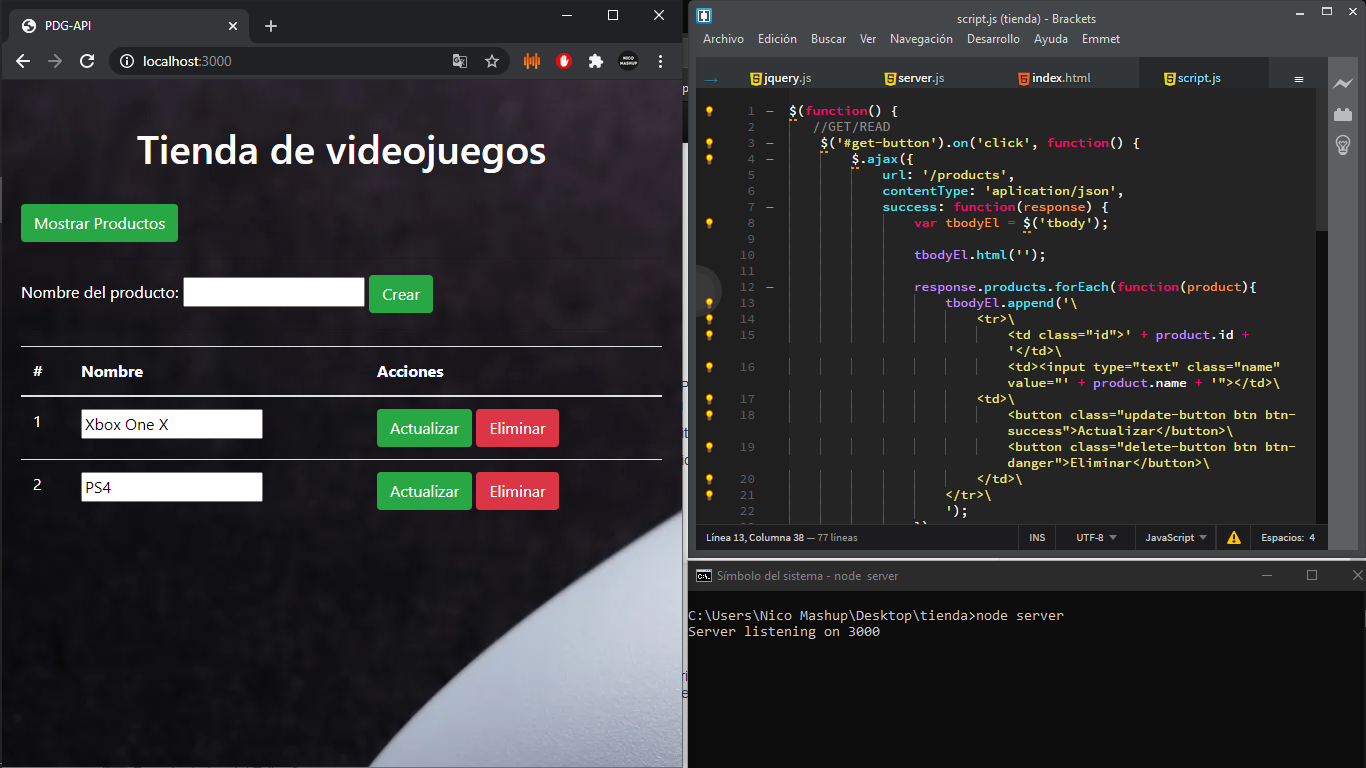 PDG-API
localhost:3000
Tienda de videojuegos
Mostrar Productos
Nombre del producto:
Crear
# Nombre Acciones
1 Xbox One X Actualizar Eliminar
2 PS4 Actualizar Eliminar
script.js (tienda) - Brackets
Archivo Edición Buscar Ver Navegación Desarrollo Ayuda Emmet
jquery.js server.js index.html script.js
1 $(function() {
2 //GET/READ
3 $('#get-button').on('click', function() {
4 $.ajax({
5 url: '/products',
6 contentType: 'aplication/json',
7 success: function(response) {
8 var tbodyEl = $('tbody');
9
10 tbodyEl.html('');
11
12 response.products.forEach(function(product){
13 tbodyEl.append('\
14 <tr>\
15 <td class="id">' + product.id +
'</td>\
16 <td><input type="text" class="name"
value="' + product.name + '"></td>\
17 <td>\
18 <button class="update-button btn btn-
success">Actualizar</button>\
19 <button class="delete-button btn btn-
danger">Eliminar</button>\
20 </td>\
21 </tr>\
22 ');
Línea 13, Columna 38 — 77 líneas INS UTF-8 JavaScript Espacios: 4
Símbolo del sistema - node server
C:\Users\Nico Mashup\Desktop\tienda>node server
Server listening on 3000